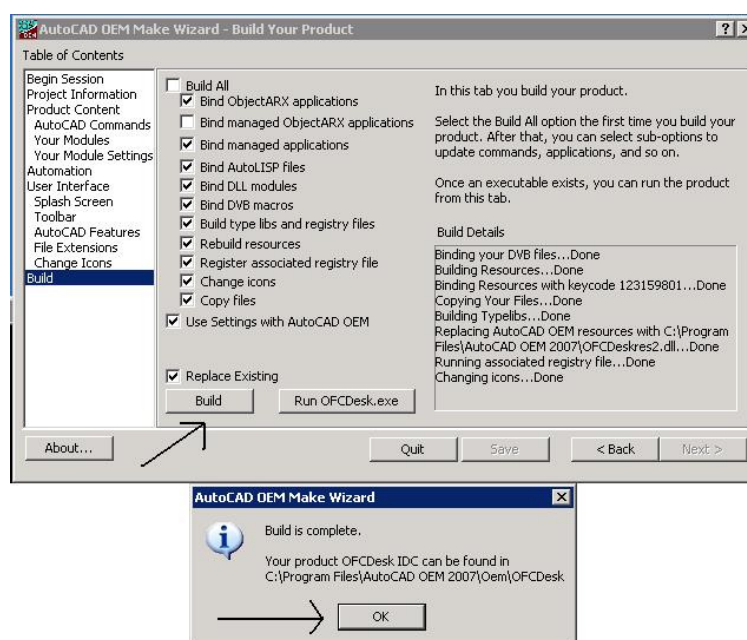 AutoCAD OEM Make Wizard - Build Your Product
Table of Contents
Begin Session
Project Information
Product Content
AutoCAD Commands
Your Modules
Your Module Settings
Automation
User Interface
Splash Screen
Toolbar
AutoCAD Features
File Extensions
Change Icons
Build
Build All
Bind ObjectARX applications
Bind managed ObjectARX applications
Bind managed applications
Bind AutoLISP files
Bind DLL modules
Bind DVB macros
Build type libs and registry files
Rebuild resources
Register associated registry file
Change icons
Copy files
Use Settings with AutoCAD OEM
Replace Existing
Build
Run OFCDesk.exe
In this tab you build your product.
Select the Build All option the first time you build your
product. After that, you can select sub-options to
update commands, applications, and so on.
Once an executable exists, you can run the product
from this tab.
Build Details
Binding your DVB files...Done
Building Resources...Done
Binding Resources with keycode 123159801...Done
Copying Your Files...Done
Building Typelibs...Done
Replacing AutoCAD OEM resources with C:\Program
Files\AutoCAD OEM 2007\OFCDeskres2.dll...Done
Running associated registry file...Done
Changing icons...Done
About...
Quit
Save
< Back
Next >
AutoCAD OEM Make Wizard
Build is complete.
Your product OFCDesk IDC can be found in
C:\Program Files\AutoCAD OEM 2007\Oem\OFCDesk
OK